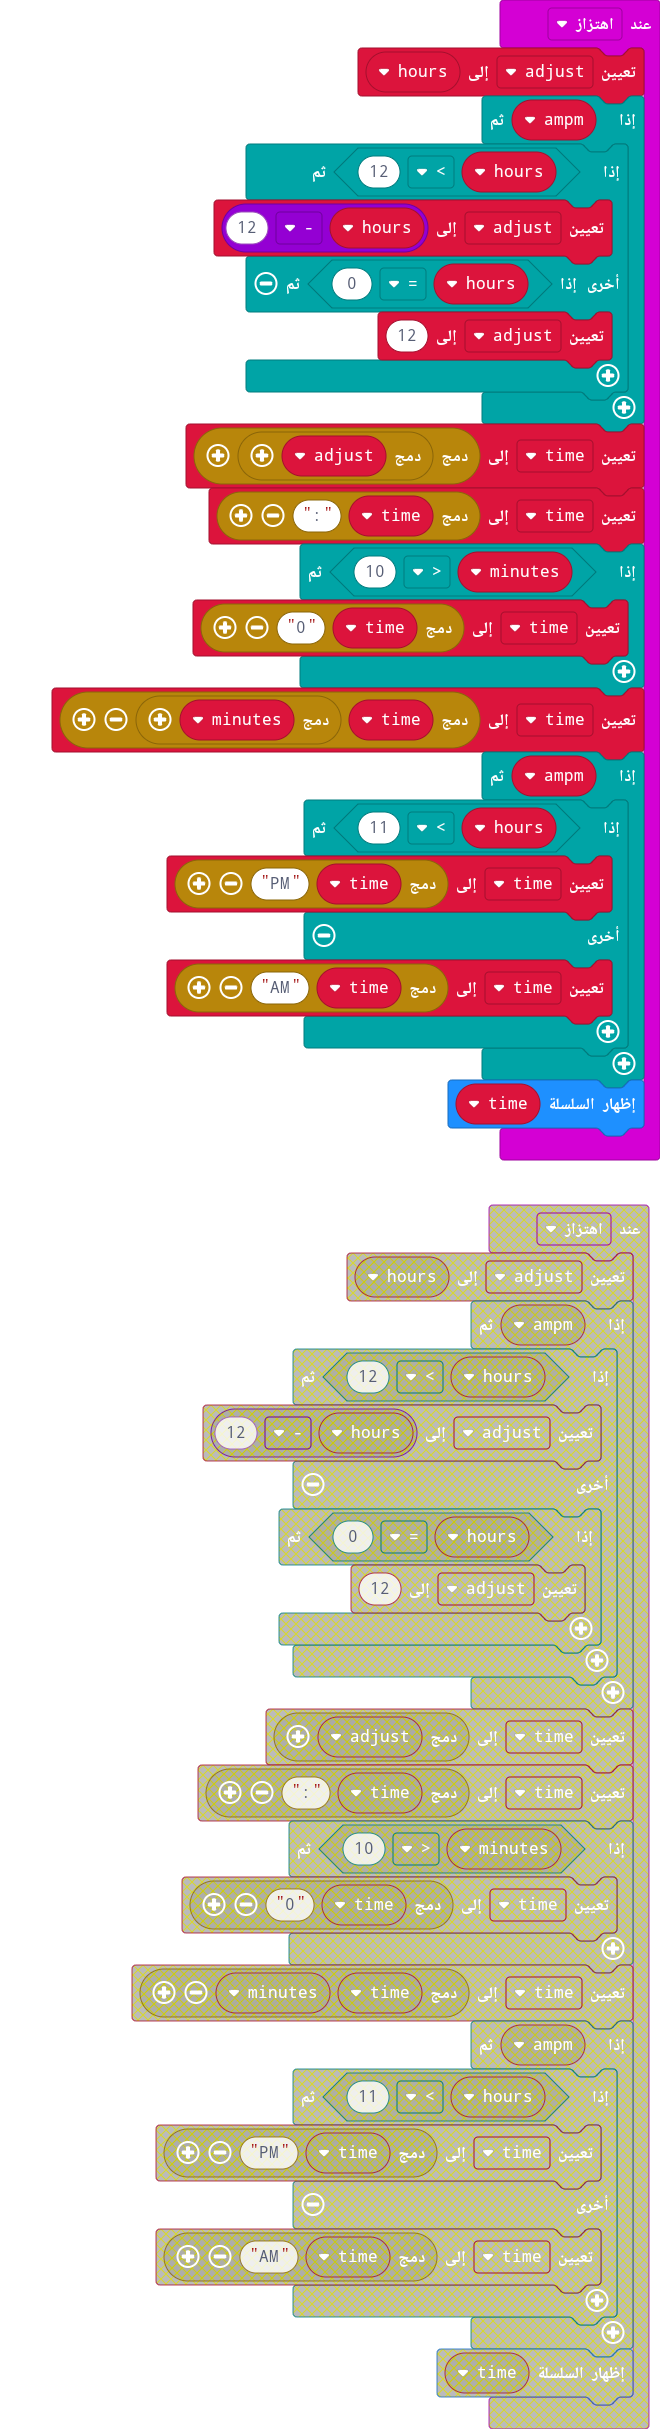 عند اهتزاز
تعيين adjust إلى hours
إذا ampm ثم
إذا hours < 12 ثم
تعيين adjust إلى hours - 12
أخرى إذا hours = 0 ثم
تعيين adjust إلى 12
تعيين time إلى دمج دمج adjust
تعيين time إلى دمج time ":"
إذا minutes > 10 ثم
تعيين time إلى دمج time "0"
تعيين time إلى دمج time دمج minutes
إذا ampm ثم
إذا hours < 11 ثم
تعيين time إلى دمج time "PM"
أخرى
تعيين time إلى دمج time "AM"
إظهار السلسلة time
عند اهتزاز
تعيين adjust إلى hours
إذا ampm ثم
إذا hours < 12 ثم
تعيين adjust إلى hours - 12
أخرى
إذا hours = 0 ثم
تعيين adjust إلى 12
تعيين time إلى دمج adjust
تعيين time إلى دمج time ":"
إذا minutes > 10 ثم
تعيين time إلى دمج time "0"
تعيين time إلى دمج time minutes
إذا ampm ثم
إذا hours < 11 ثم
تعيين time إلى دمج time "PM"
أخرى
تعيين time إلى دمج time "AM"
إظهار السلسلة time